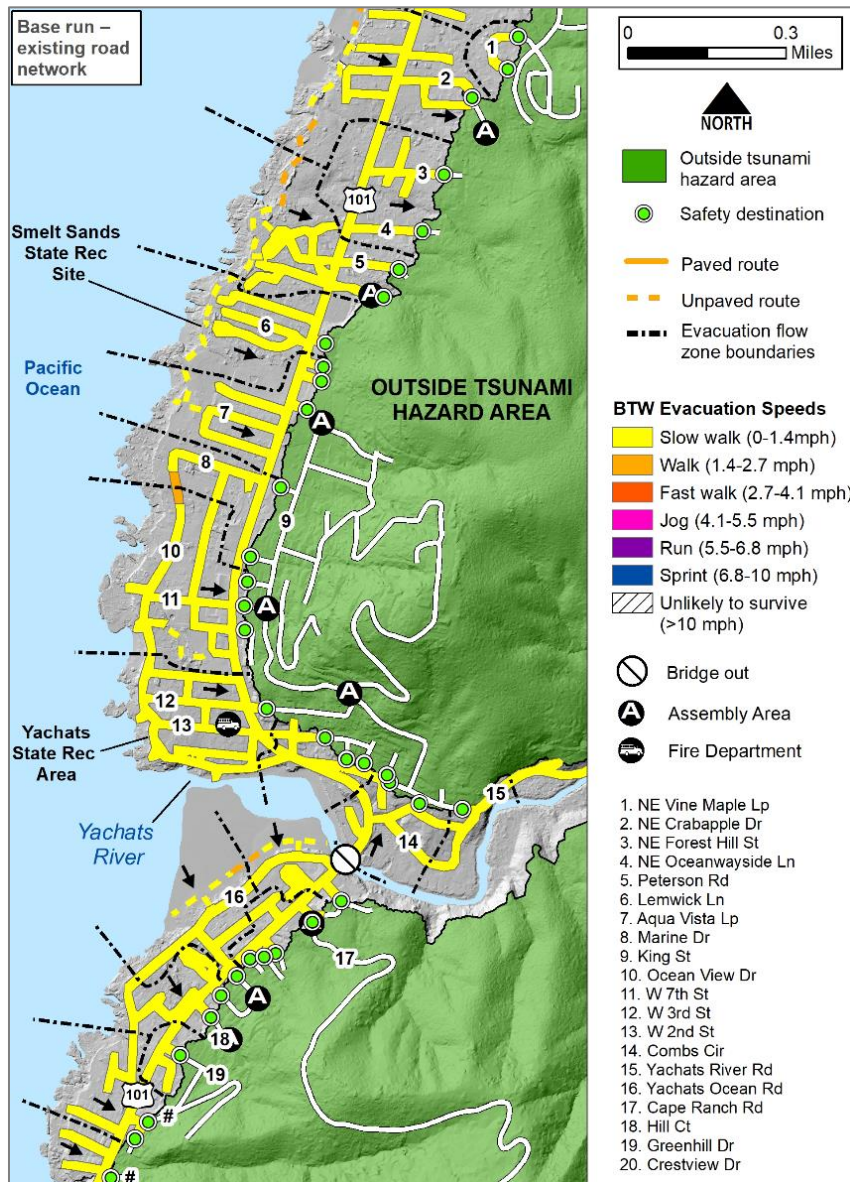 Base run –
existing road
network
1
2
A
3
101
4
Smelt Sands
State Rec
Site
5
A
6
Pacific
Ocean
OUTSIDE TSUNAMI
HAZARD AREA
7
A
8
9
10
11
A
A
12
13
Yachats
State Rec
Area
15
Yachats
River
14
16
17
A
18
19
101
#
#
0 0.3
Miles
NORTH
Outside tsunami
hazard area
Safety destination
Paved route
Unpaved route
Evacuation flow
zone boundaries
BTW Evacuation Speeds
Slow walk (0-1.4mph)
Walk (1.4-2.7 mph)
Fast walk (2.7-4.1 mph)
Jog (4.1-5.5 mph)
Run (5.5-6.8 mph)
Sprint (6.8-10 mph)
Unlikely to survive
(>10 mph)
Bridge out
A Assembly Area
Fire Department
1. NE Vine Maple Lp
2. NE Crabapple Dr
3. NE Forest Hill St
4. NE Oceanwayside Ln
5. Peterson Rd
6. Lemwick Ln
7. Aqua Vista Lp
8. Marine Dr
9. King St
10. Ocean View Dr
11. W 7th St
12. W 3rd St
13. W 2nd St
14. Combs Cir
15. Yachats River Rd
16. Yachats Ocean Rd
17. Cape Ranch Rd
18. Hill Ct
19. Greenhill Dr
20. Crestview Dr